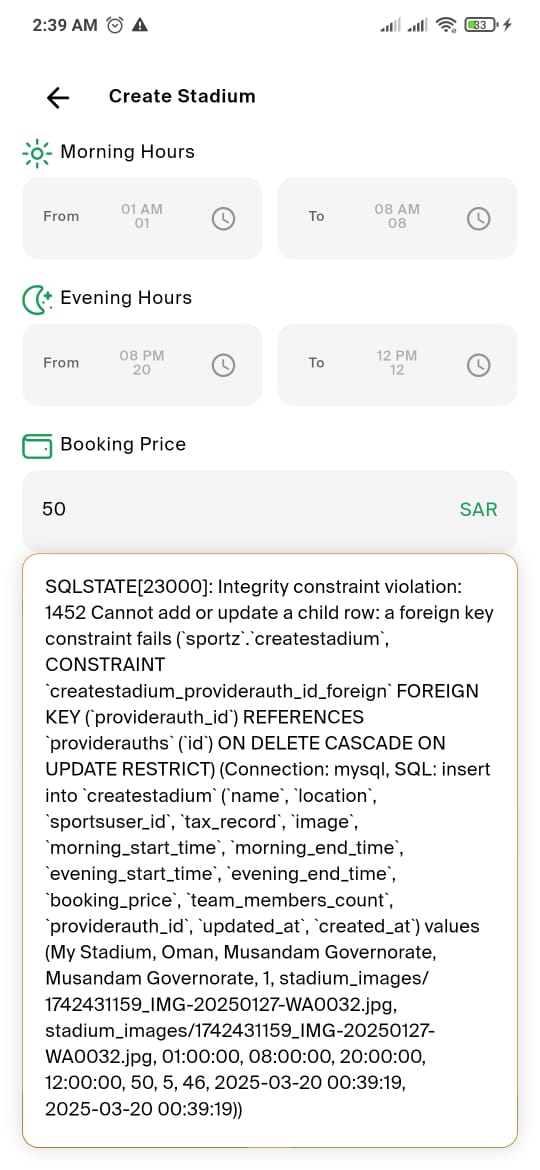 2:39 AM
33
Create Stadium
Morning Hours
From 01 AM 01
To 08 AM 08
Evening Hours
From 08 PM 20
To 12 PM 12
Booking Price
50 SAR
SQLSTATE[23000]: Integrity constraint violation:
1452 Cannot add or update a child row: a foreign key
constraint fails (`sportz`.`createstadium`,
CONSTRAINT
`createstadium_providerauth_id_foreign` FOREIGN
KEY (`providerauth_id`) REFERENCES
`providerauths` (`id`) ON DELETE CASCADE ON
UPDATE RESTRICT) (Connection: mysql, SQL: insert
into `createstadium` (`name`, `location`,
`sportsuser_id`, `tax_record`, `image`,
`morning_start_time`, `morning_end_time`,
`evening_start_time`, `evening_end_time`,
`booking_price`, `team_members_count`,
`providerauth_id`, `updated_at`, `created_at`) values
(My Stadium, Oman, Musandam Governorate,
Musandam Governorate, 1, stadium_images/
1742431159_IMG-20250127-WA0032.jpg,
stadium_images/1742431159_IMG-20250127-
WA0032.jpg, 01:00:00, 08:00:00, 20:00:00,
12:00:00, 50, 5, 46, 2025-03-20 00:39:19,
2025-03-20 00:39:19))